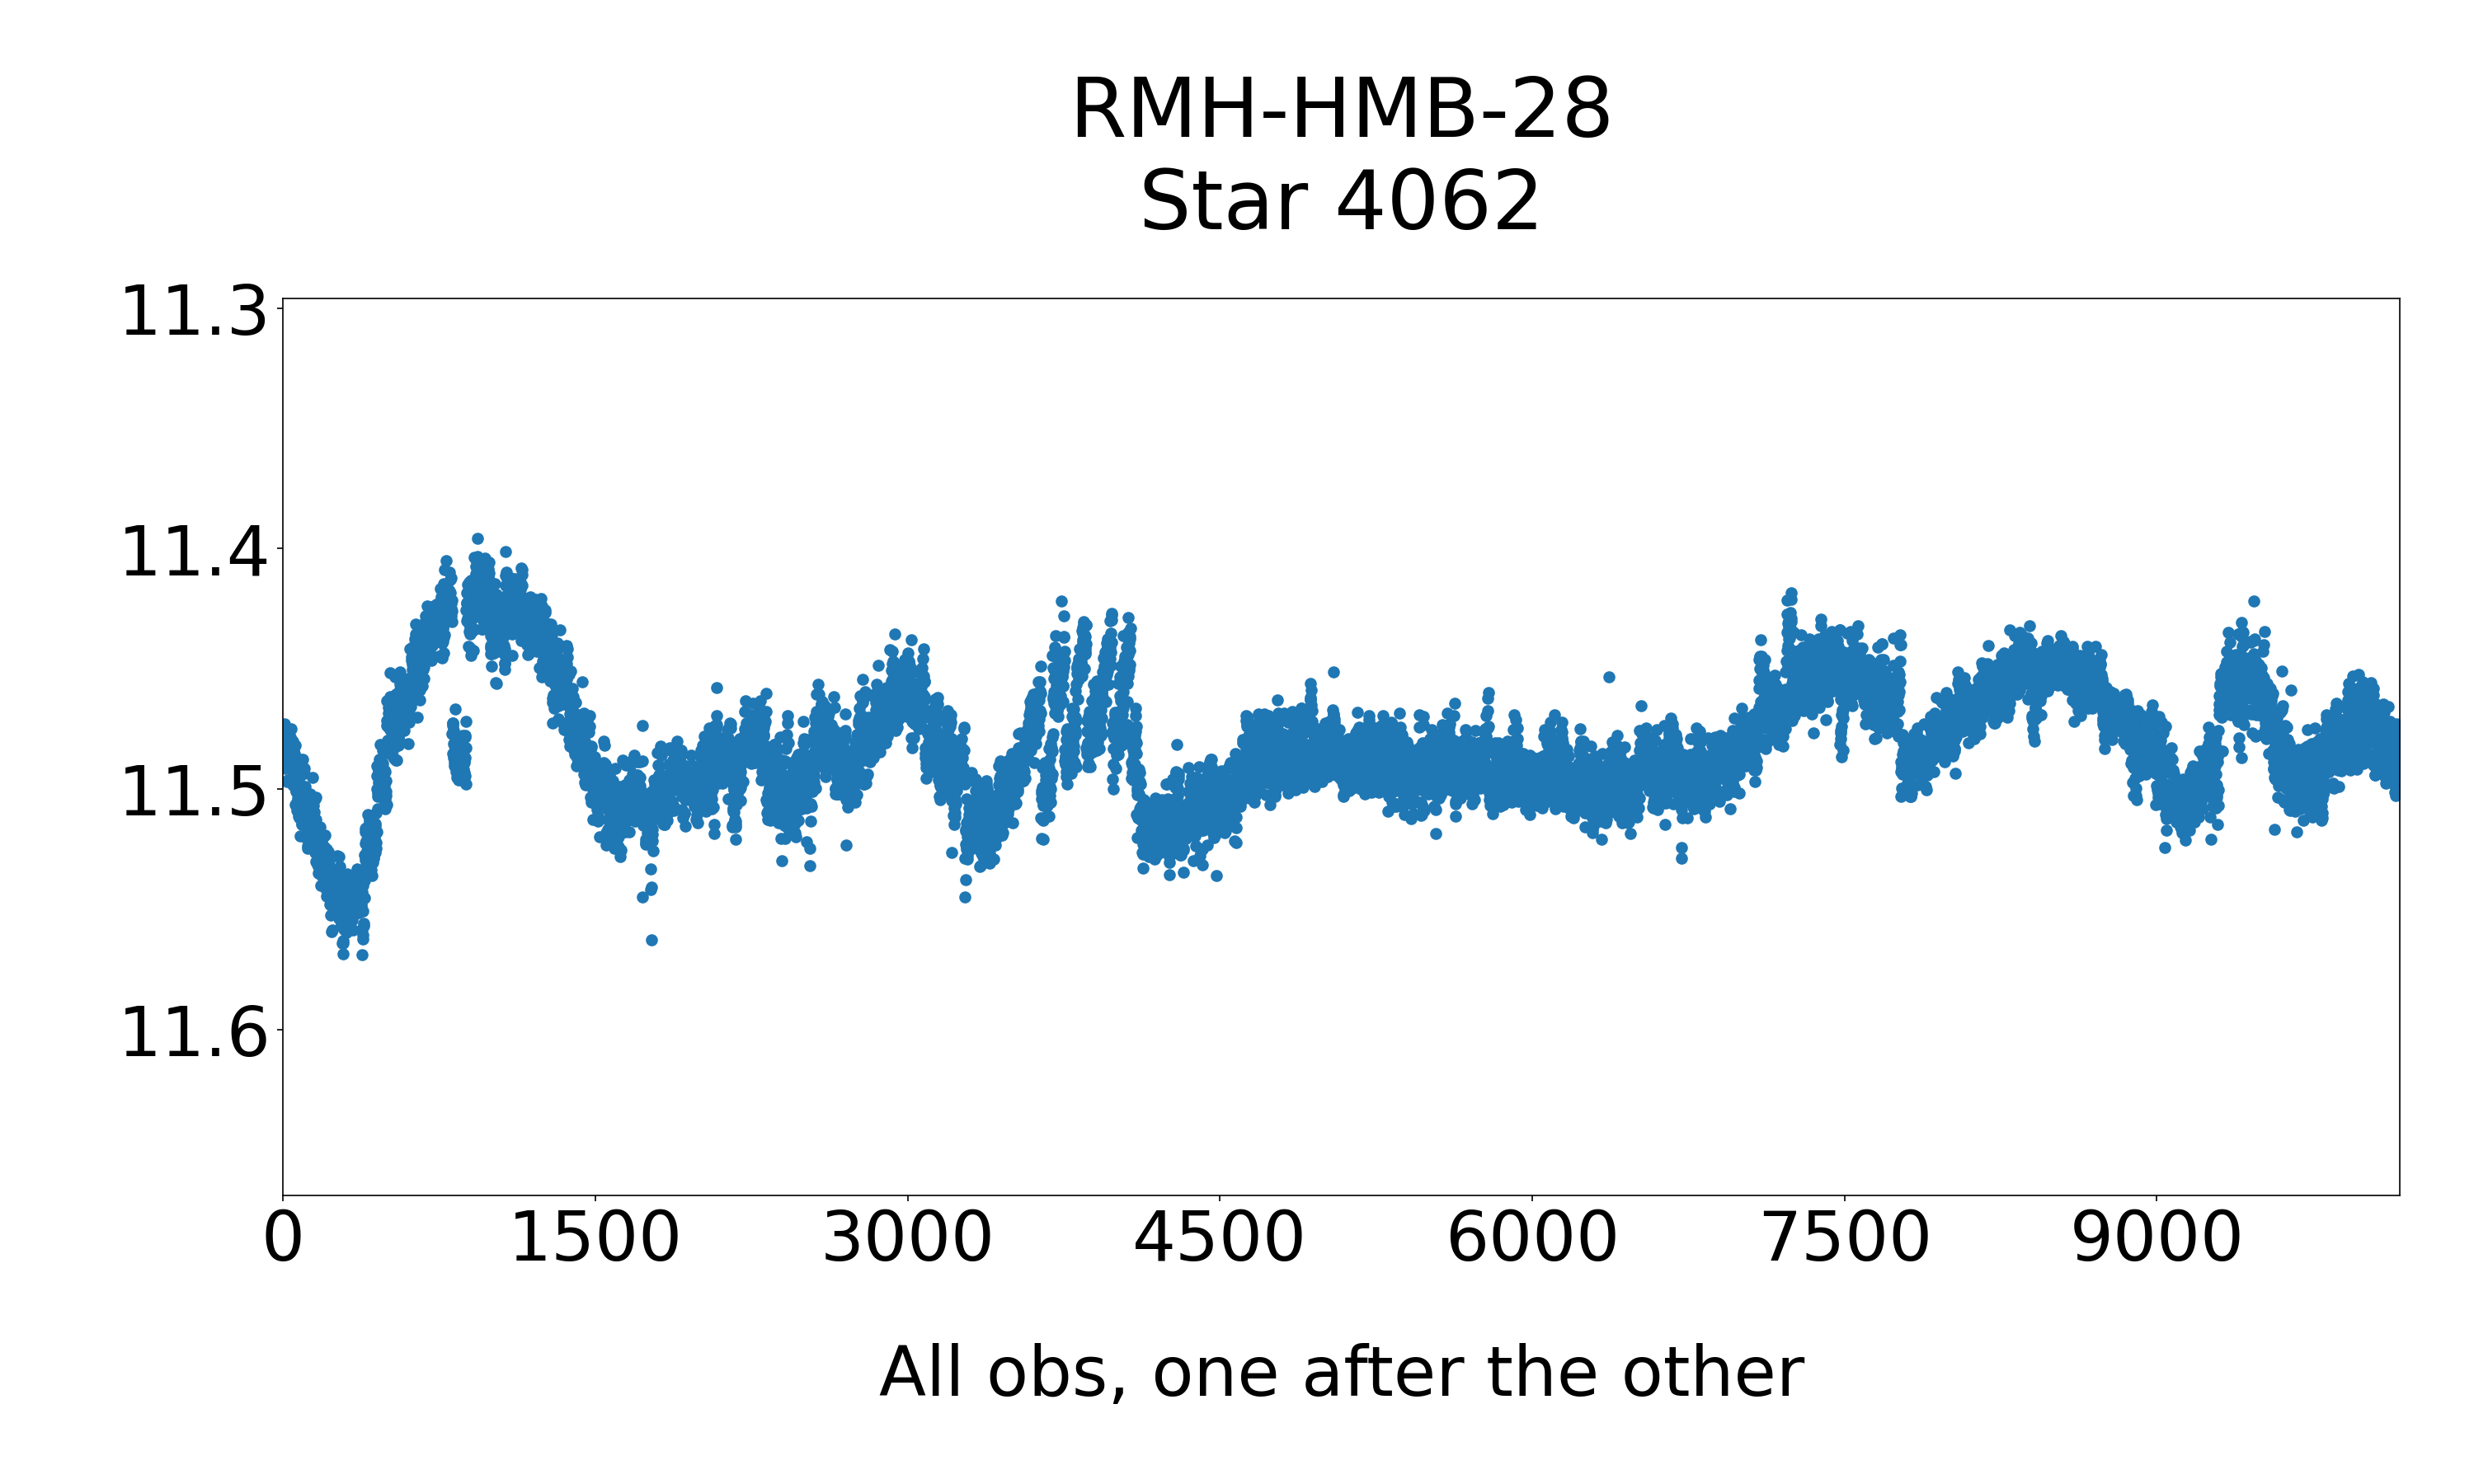 RMH-HMB-28
Star 4062
11.3
11.4
11.5
11.6
0 1500 3000 4500 6000 7500 9000
All obs, one after the other